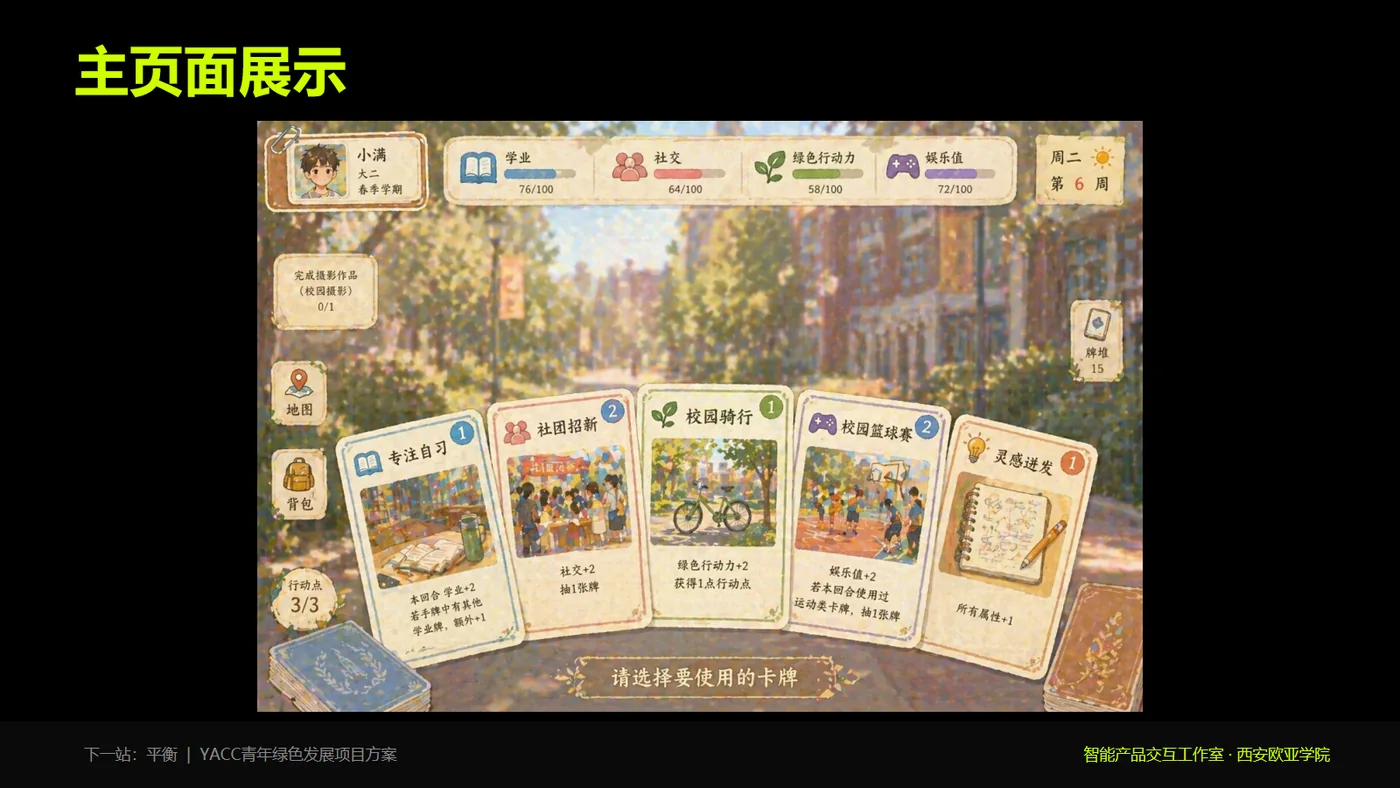 主页面展示
小满
大二
春季学期
学业
76/100
社交
64/100
绿色行动力
58/100
娱乐值
72/100
周二
第 6 周
完成摄影作品
（校园摄影）
0/1
地图
背包
行动点
3/3
牌堆
15
专注自习
1
本回合 学业+2
若手牌中有其他
学业牌，额外+1
社团招新
2
社交+2
抽1张牌
校园骑行
1
绿色行动力+2
获得1点行动点
校园篮球赛
2
娱乐值+2
若本回合使用过
运动类卡牌，抽1张牌
灵感迸发
1
所有属性+1
请选择要使用的卡牌
下一站：平衡 | YACC青年绿色发展项目方案
智能产品交互工作室 · 西安欧亚学院